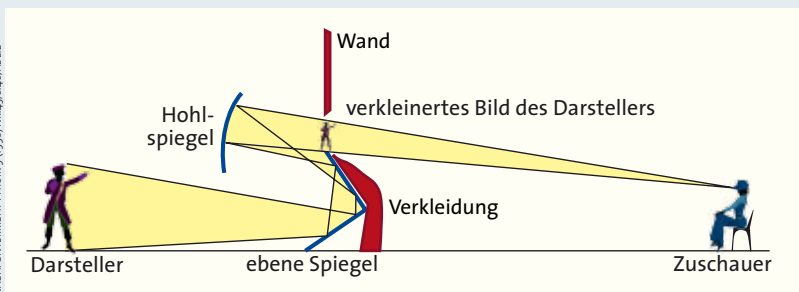 Wand
Hohl-
spiegel
verkleinertes Bild des Darstellers
Verkleidung
Darsteller
ebene Spiegel
Zuschauer